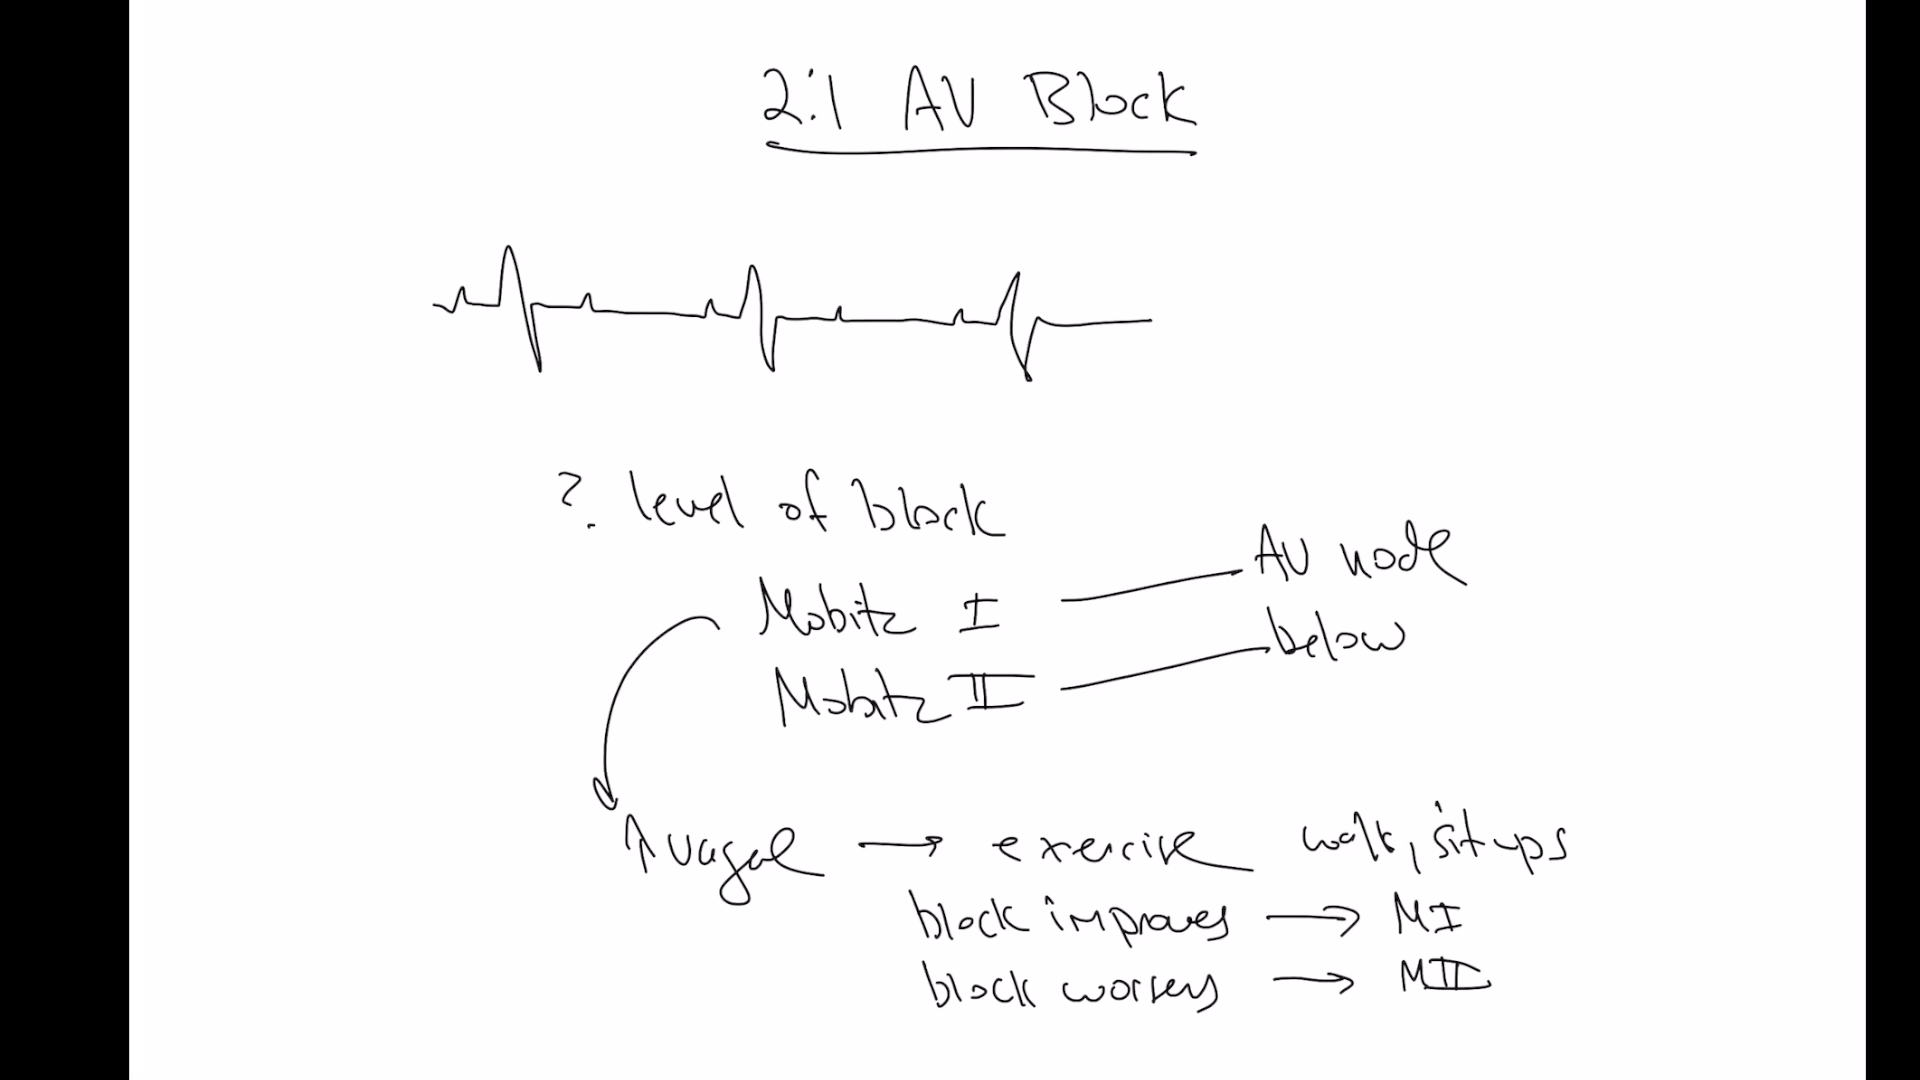 2:1 AV Block
? level of block
Mobitz I — AV node
Mobitz II — below
↑ vagal → exercise walk, situps
block improves → MI
block worsens → MII